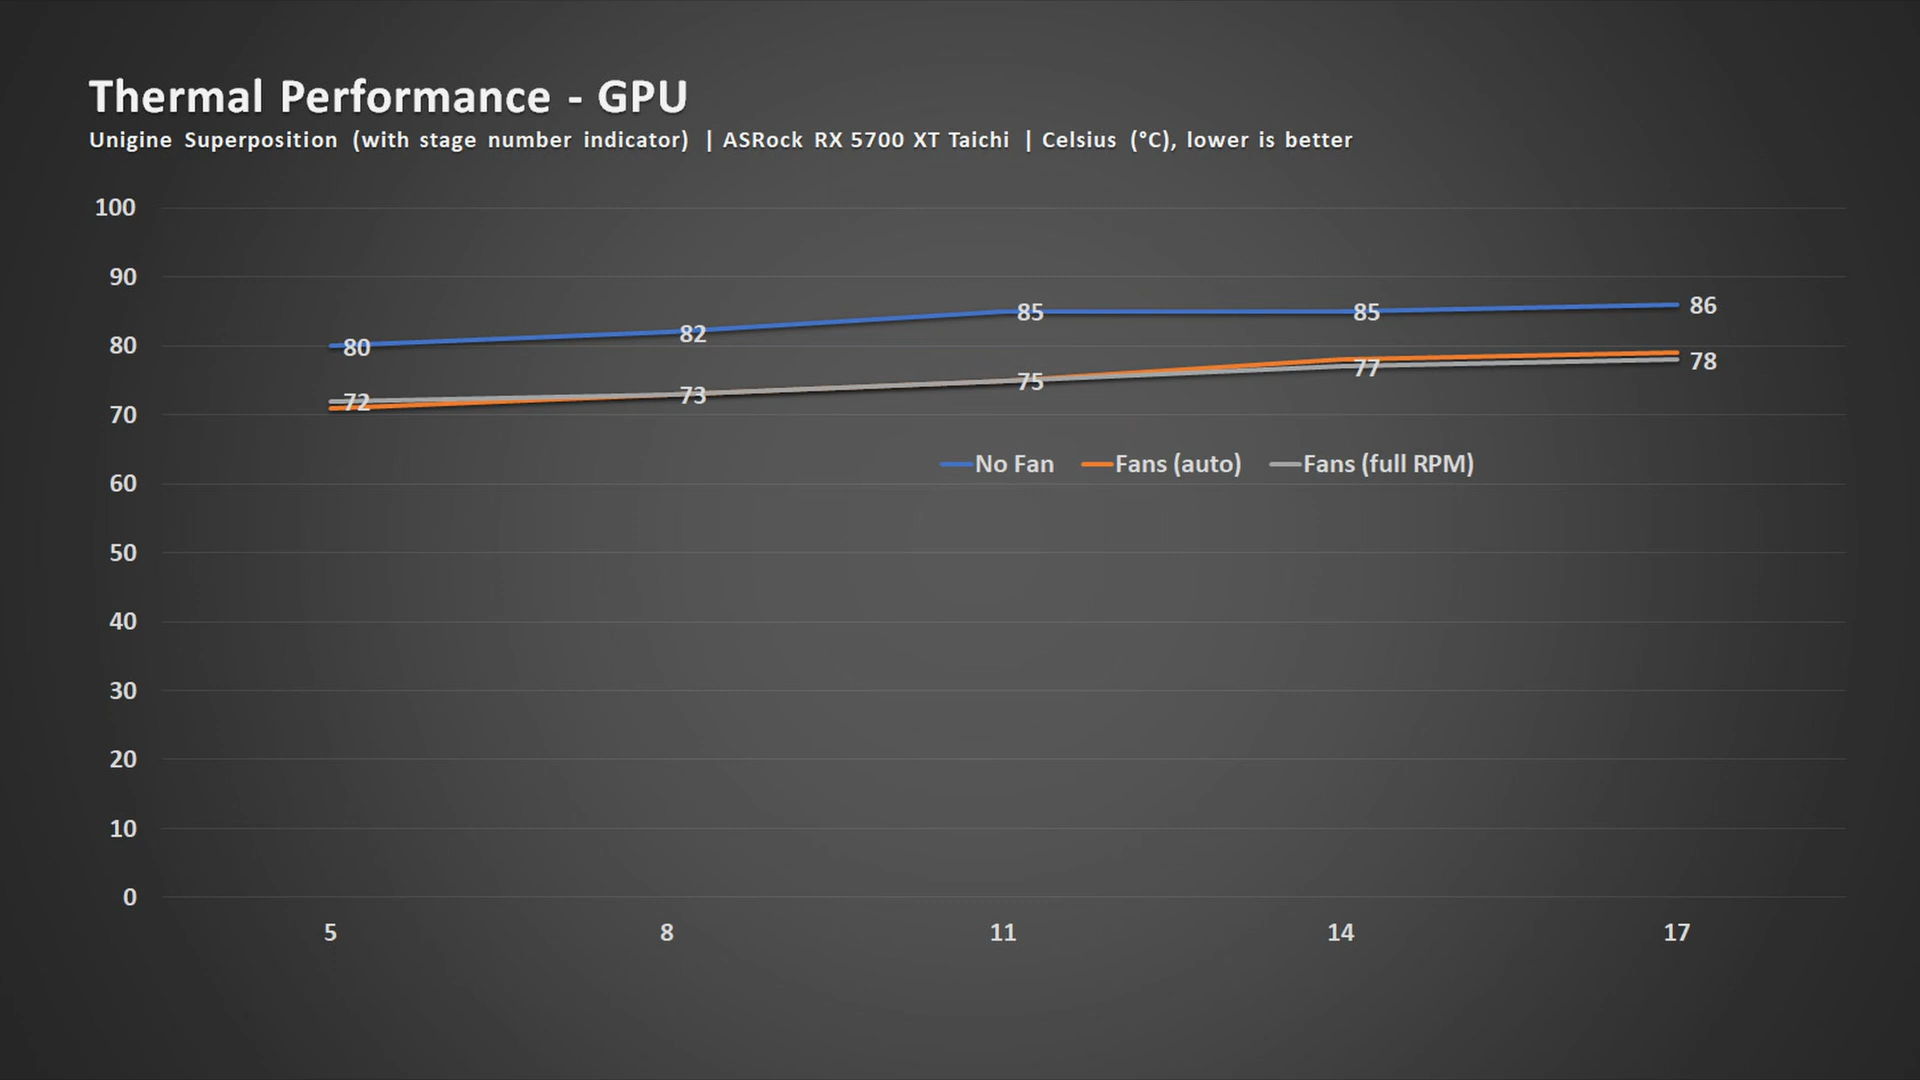 Thermal Performance - GPU
Unigine Superposition (with stage number indicator) | ASRock RX 5700 XT Taichi | Celsius (°C), lower is better
100
90
80
70
60
50
40
30
20
10
0
80 82 85 85 86
72 73 75 77 78
No Fan Fans (auto) Fans (full RPM)
5 8 11 14 17